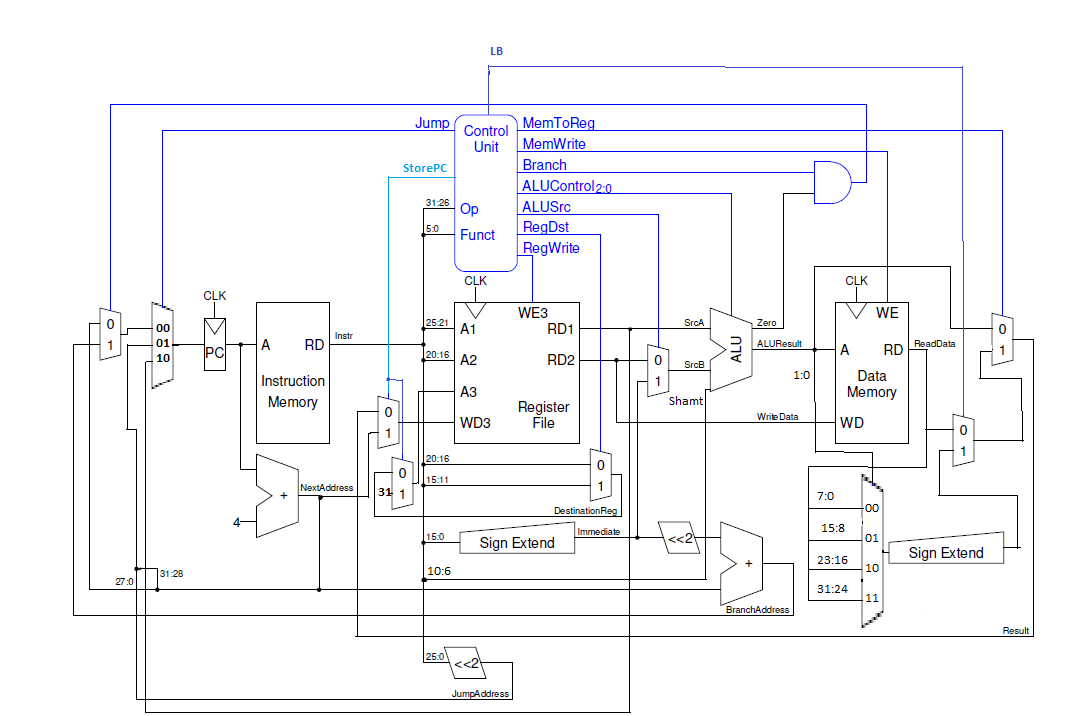 LB
Jump
Control
Unit
MemToReg
MemWrite
StorePC
Branch
ALUControl2:0
31:26
Op
ALUSrc
5:0
Funct
RegDst
RegWrite
CLK
CLK
CLK
WE3
WE
0
1
00
01
10
PC
A
RD
Instr
Instruction
Memory
25:21
A1
RD1
SrcA
Zero
20:16
A2
RD2
0
1
SrcB
ALU
ALUResult
A
RD
ReadData
0
1
1:0
Data
Memory
A3
Register
File
Shamt
0
1
WD3
WriteData
WD
0
1
20:16
0
31
1
15:11
0
1
DestinationReg
+
NextAddress
4
7:0
00
15:8
01
23:16
10
31:24
11
Sign Extend
15:0
Sign Extend
Immediate
<<2
+
10:6
27:0
31:28
BranchAddress
Result
25:0
<<2
JumpAddress